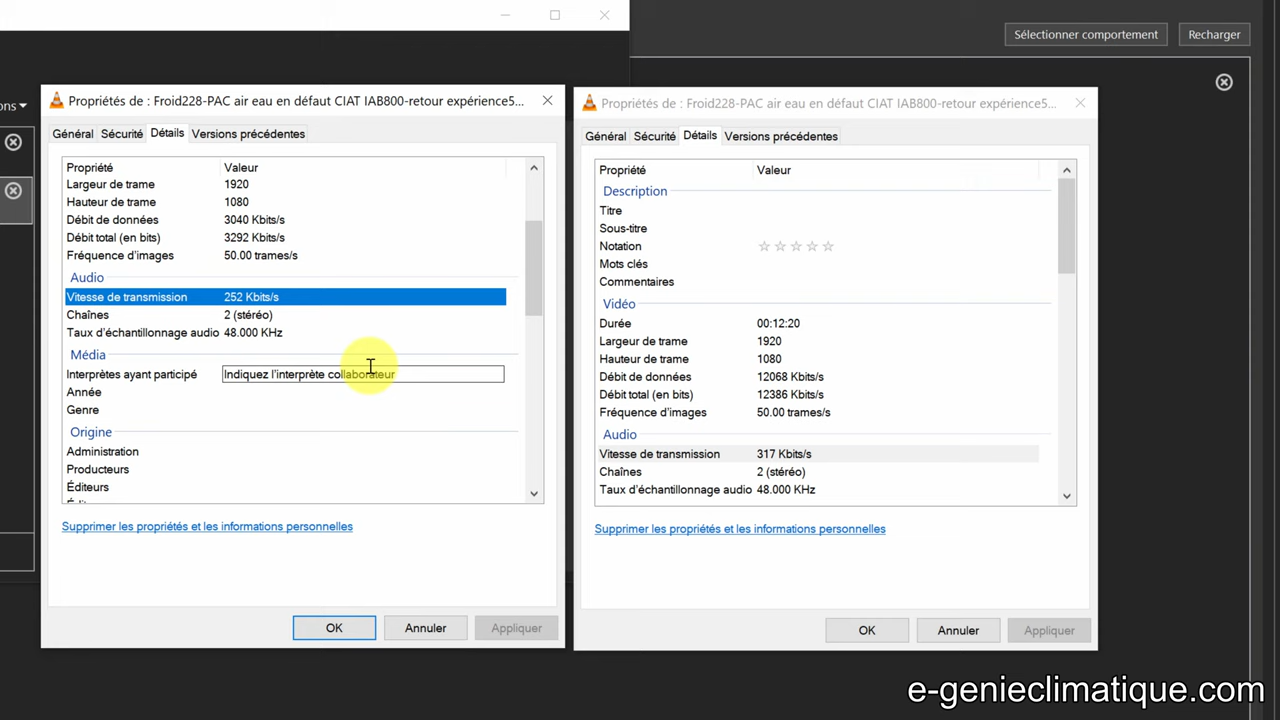 Sélectionner comportement
Recharger
ons
Propriétés de : Froid228-PAC air eau en défaut CIAT IAB800-retour expérience5...
Général Sécurité Détails Versions précédentes
Propriété Valeur
Largeur de trame 1920
Hauteur de trame 1080
Débit de données 3040 Kbits/s
Débit total (en bits) 3292 Kbits/s
Fréquence d'images 50.00 trames/s
Audio
Vitesse de transmission 252 Kbits/s
Chaînes 2 (stéréo)
Taux d'échantillonnage audio 48.000 KHz
Média
Interprètes ayant participé Indiquez l'interprète collaborateur
Année
Genre
Origine
Administration
Producteurs
Éditeurs
Supprimer les propriétés et les informations personnelles
OK Annuler Appliquer
Propriétés de : Froid228-PAC air eau en défaut CIAT IAB800-retour expérience5...
Général Sécurité Détails Versions précédentes
Propriété Valeur
Description
Titre
Sous-titre
Notation
Mots clés
Commentaires
Vidéo
Durée 00:12:20
Largeur de trame 1920
Hauteur de trame 1080
Débit de données 12068 Kbits/s
Débit total (en bits) 12386 Kbits/s
Fréquence d'images 50.00 trames/s
Audio
Vitesse de transmission 317 Kbits/s
Chaînes 2 (stéréo)
Taux d'échantillonnage audio 48.000 KHz
Supprimer les propriétés et les informations personnelles
OK Annuler Appliquer
e-genieclimatique.com